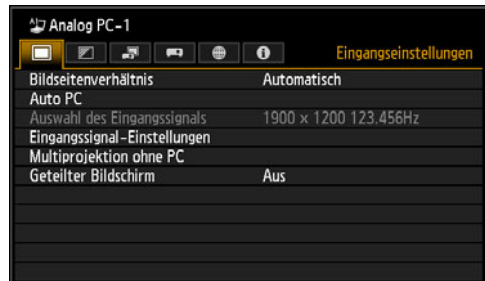 Analog PC-1
Eingangseinstellungen
Bildseitenverhältnis Automatisch
Auto PC
Auswahl des Eingangssignals 1900 × 1200 123.456Hz
Eingangssignal-Einstellungen
Multiprojektion ohne PC
Geteilter Bildschirm Aus